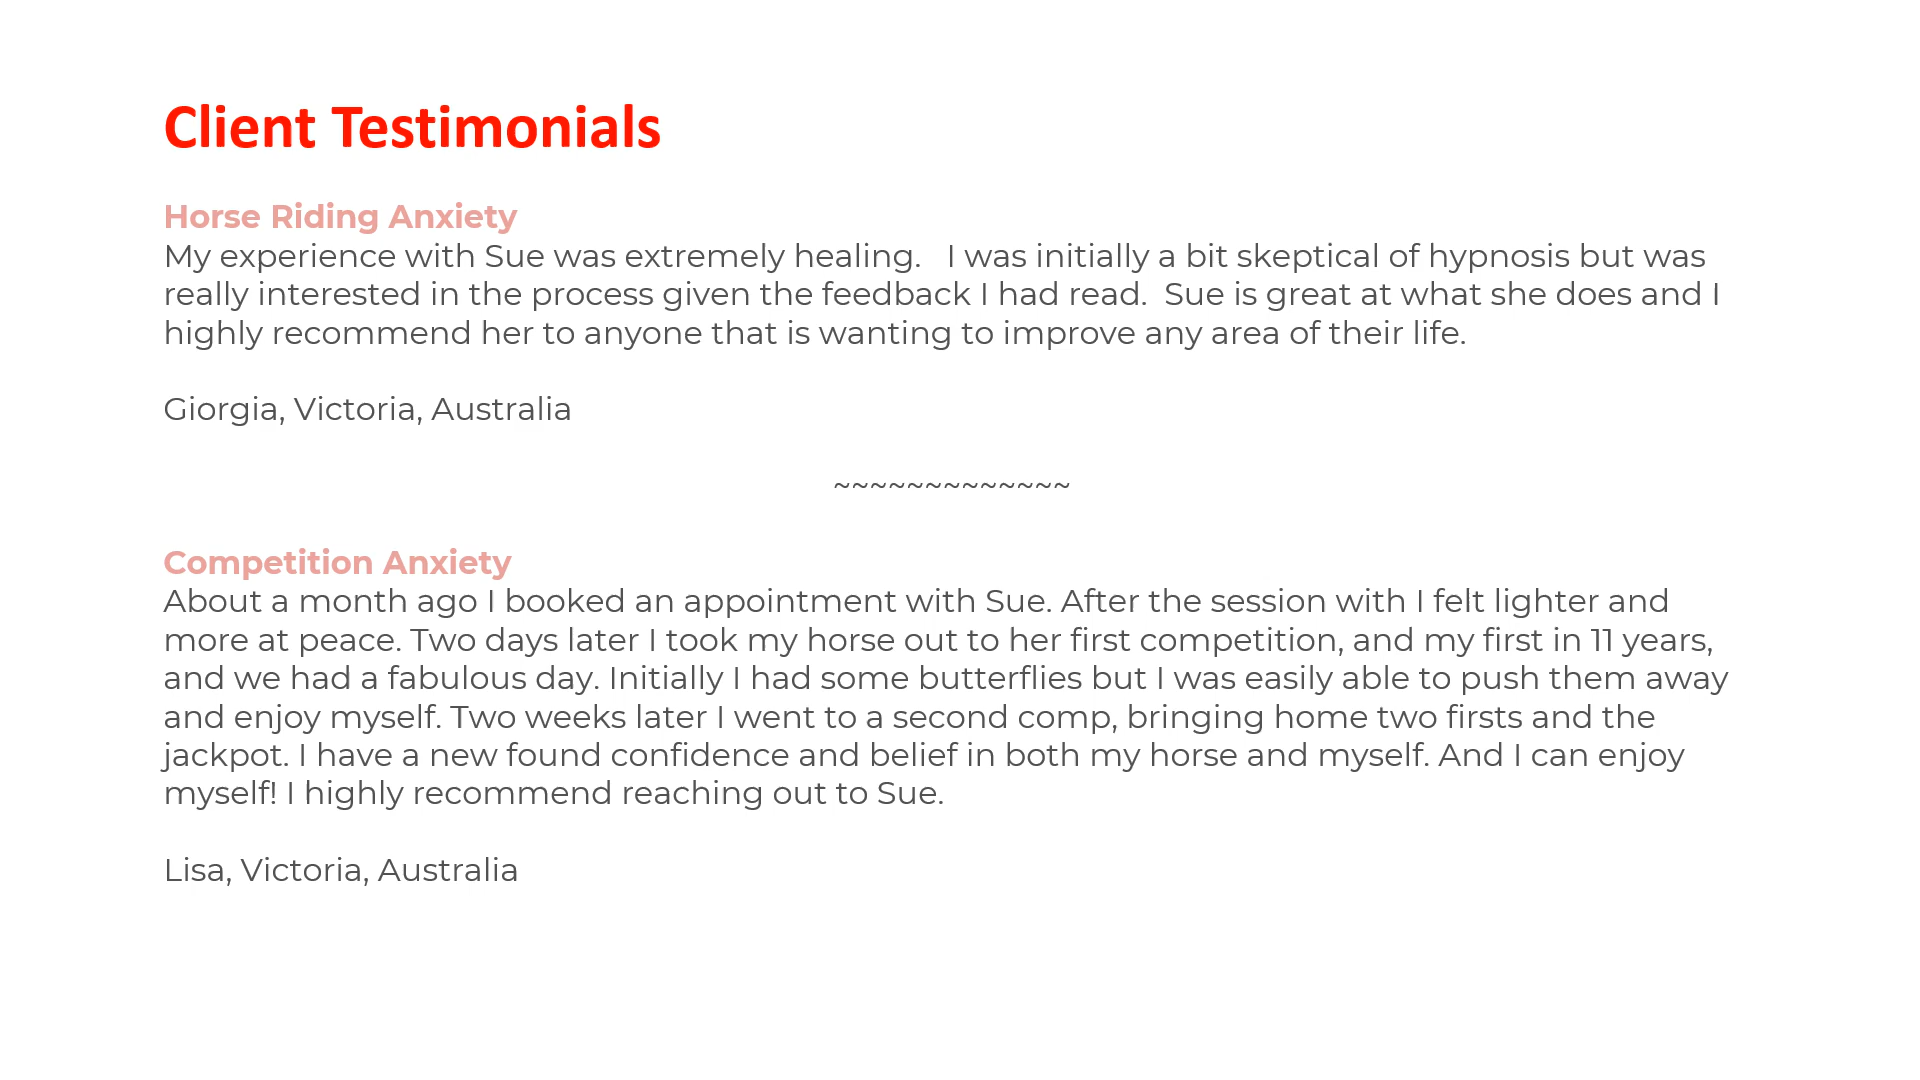 Client Testimonials
Horse Riding Anxiety
My experience with Sue was extremely healing.   I was initially a bit skeptical of hypnosis but was
really interested in the process given the feedback I had read.  Sue is great at what she does and I
highly recommend her to anyone that is wanting to improve any area of their life.
Giorgia, Victoria, Australia
~~~~~~~~~~~~~
Competition Anxiety
About a month ago I booked an appointment with Sue. After the session with I felt lighter and
more at peace. Two days later I took my horse out to her first competition, and my first in 11 years,
and we had a fabulous day. Initially I had some butterflies but I was easily able to push them away
and enjoy myself. Two weeks later I went to a second comp, bringing home two firsts and the
jackpot. I have a new found confidence and belief in both my horse and myself. And I can enjoy
myself! I highly recommend reaching out to Sue.
Lisa, Victoria, Australia